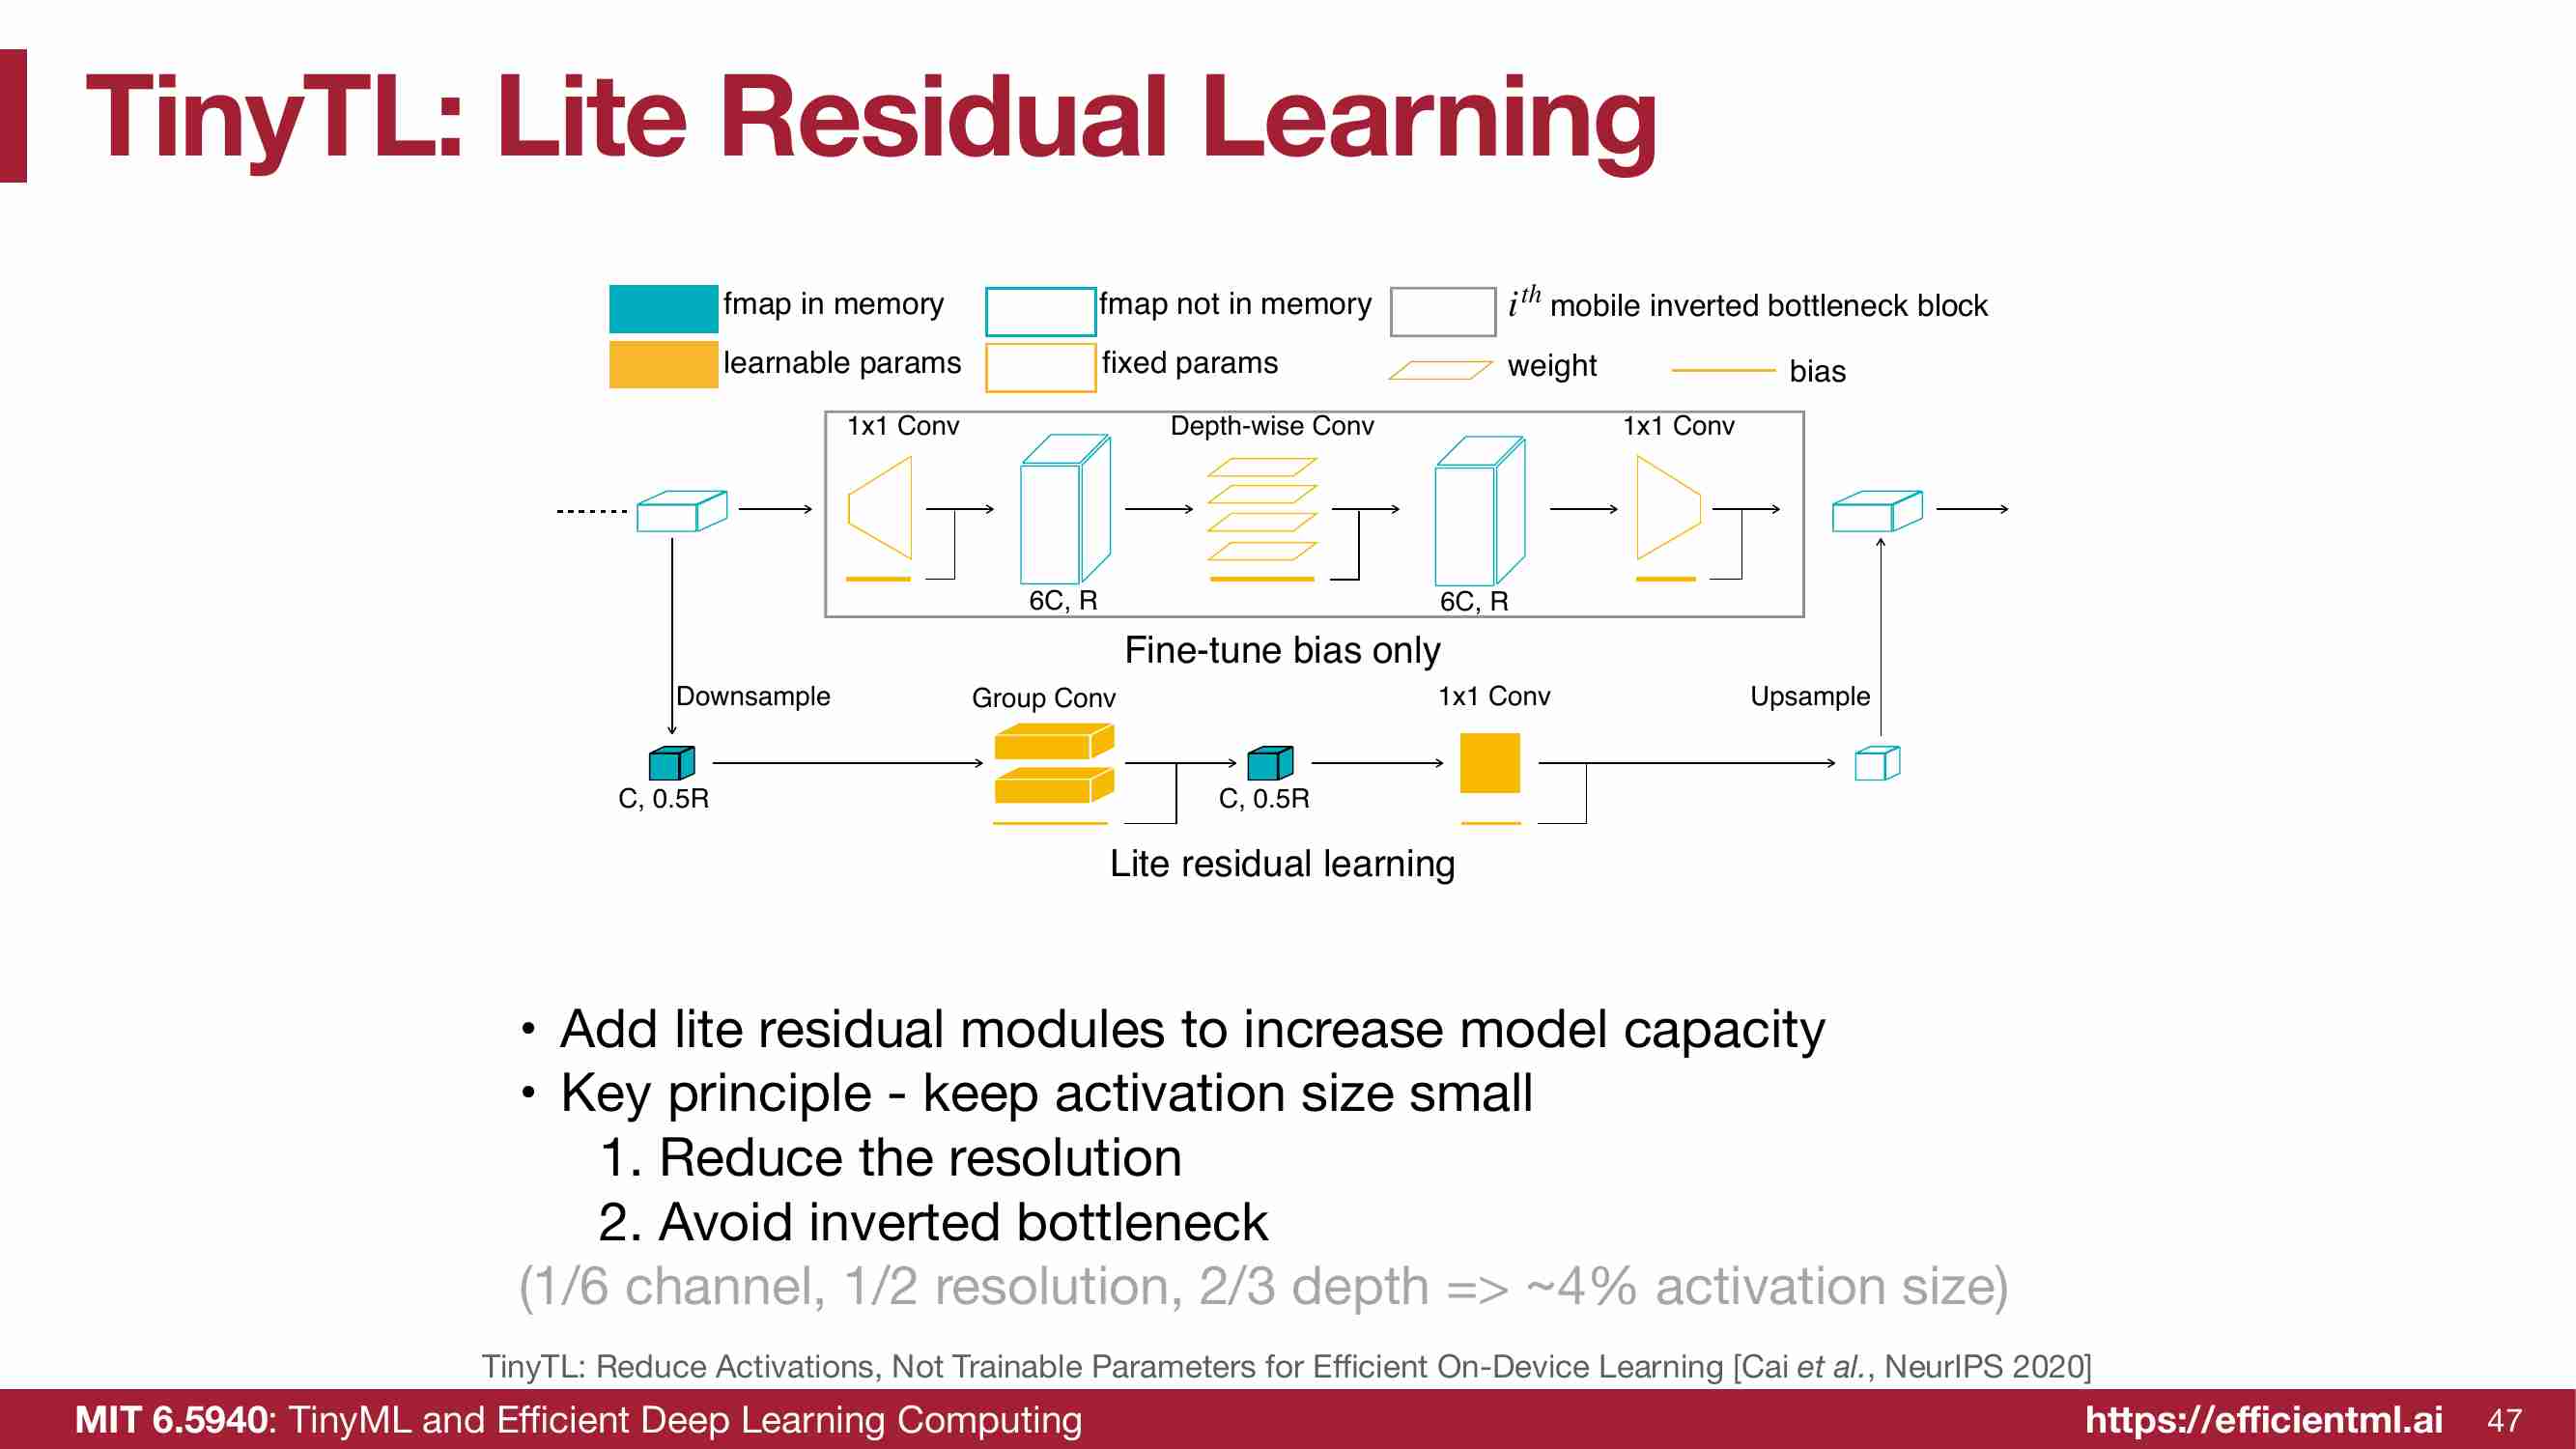 TinyTL: Lite Residual Learning
fmap in memory
fmap not in memory
i^th mobile inverted bottleneck block
learnable params
fixed params
weight
bias
1x1 Conv
Depth-wise Conv
1x1 Conv
6C, R
6C, R
Fine-tune bias only
Downsample
Group Conv
1x1 Conv
Upsample
C, 0.5R
C, 0.5R
Lite residual learning
• Add lite residual modules to increase model capacity
• Key principle - keep activation size small
1. Reduce the resolution
2. Avoid inverted bottleneck
(1/6 channel, 1/2 resolution, 2/3 depth => ~4% activation size)
TinyTL: Reduce Activations, Not Trainable Parameters for Efficient On-Device Learning [Cai et al., NeurIPS 2020]
MIT 6.5940: TinyML and Efficient Deep Learning Computing
https://efficientml.ai
47